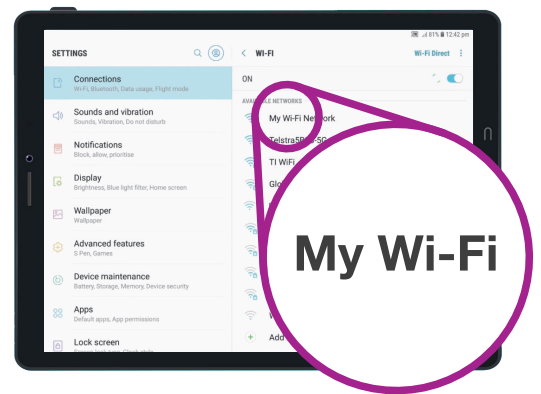 81% 12:42 pm
SETTINGS
WI-FI
Wi-Fi Direct
Connections
Wi-Fi, Bluetooth, Data usage, Flight mode
ON
AVAILABLE NETWORKS
Sounds and vibration
Sounds, Vibration, Do not disturb
My Wi-Fi Network
Notifications
Block, allow, prioritise
TI WiFi
Display
Brightness, Blue light filter, Home screen
Wallpaper
Wallpaper
Advanced features
S Pen, Games
My Wi-Fi
Device maintenance
Battery, Storage, Memory, Device security
Apps
Default apps, App permissions
Add
Lock screen